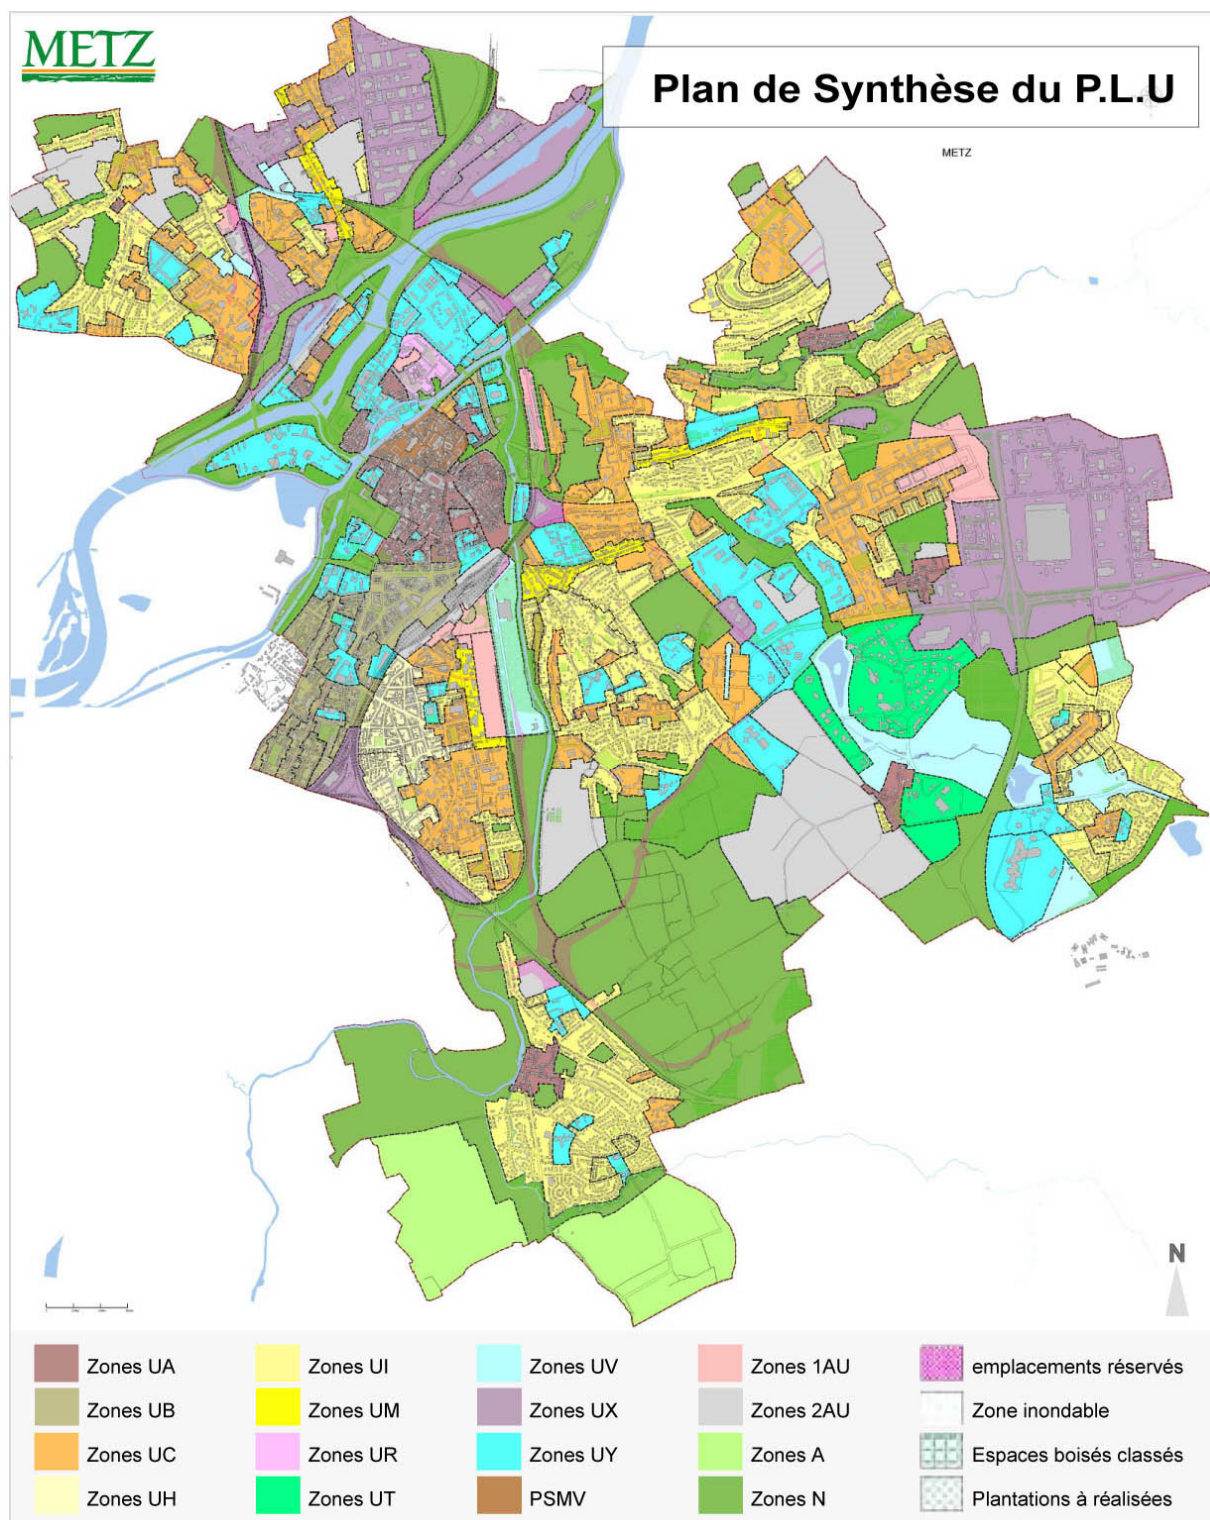 METZ
Plan de Synthèse du P.L.U
METZ
N
Zones UA
Zones UB
Zones UC
Zones UH
Zones UI
Zones UM
Zones UR
Zones UT
Zones UV
Zones UX
Zones UY
PSMV
Zones 1AU
Zones 2AU
Zones A
Zones N
emplacements réservés
Zone inondable
Espaces boisés classés
Plantations à réalisées